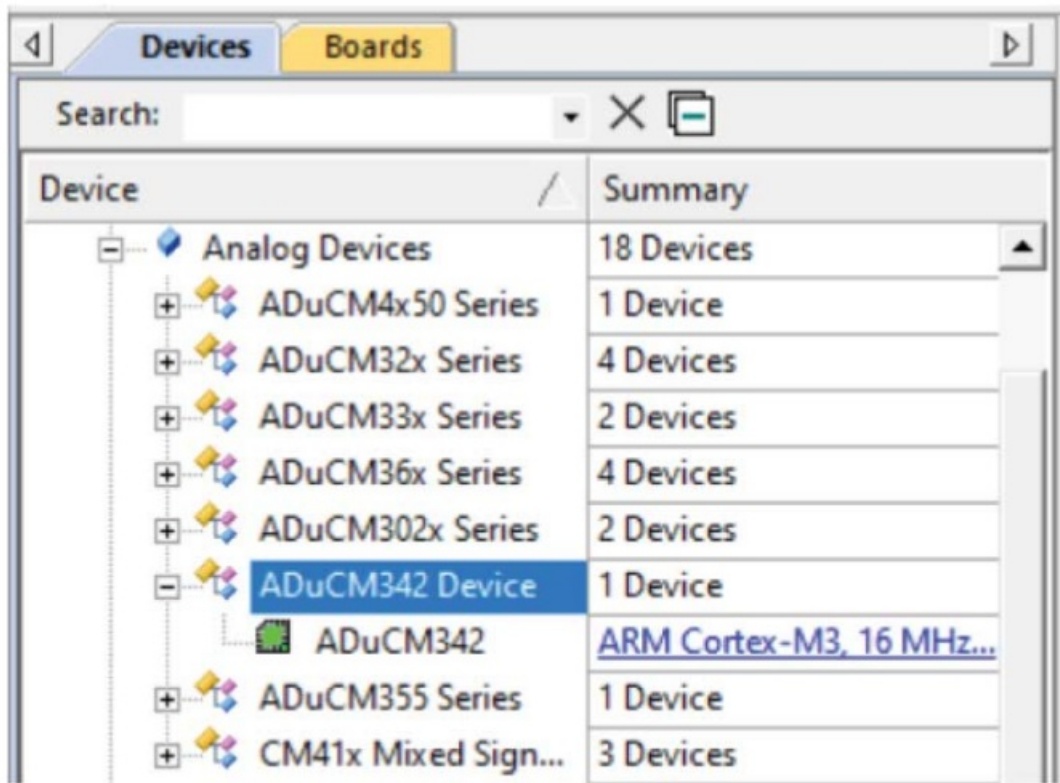 Devices Boards
Search:
Device Summary
Analog Devices 18 Devices
ADuCM4x50 Series 1 Device
ADuCM32x Series 4 Devices
ADuCM33x Series 2 Devices
ADuCM36x Series 4 Devices
ADuCM302x Series 2 Devices
ADuCM342 Device 1 Device
ADuCM342 ARM Cortex-M3, 16 MHz...
ADuCM355 Series 1 Device
CM41x Mixed Sign... 3 Devices